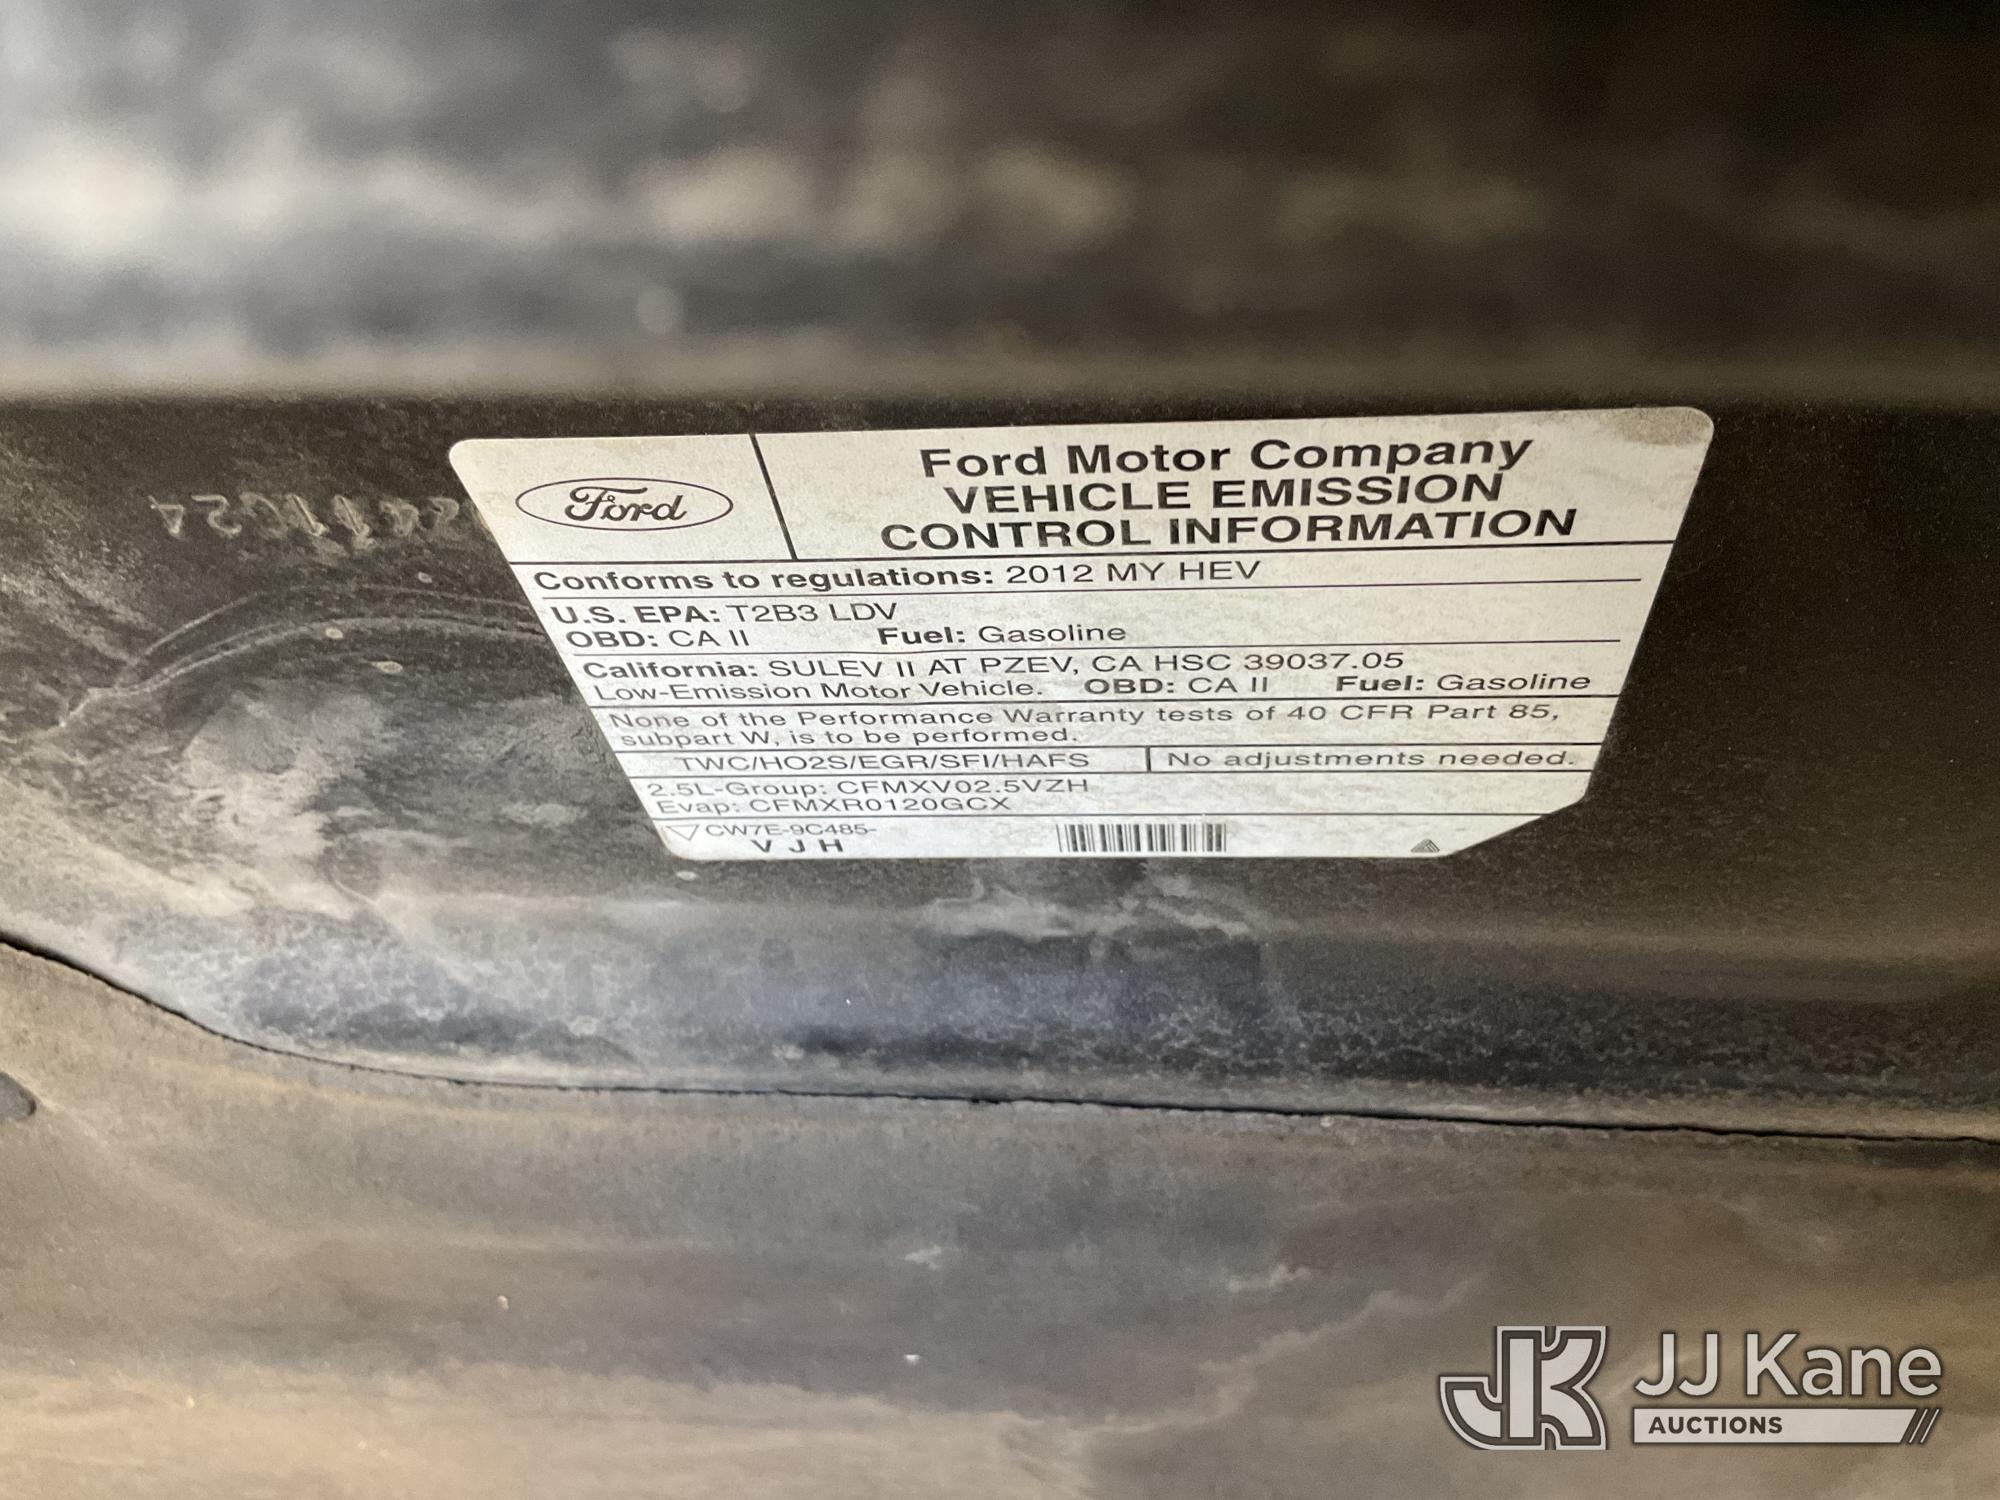 Ford
Ford Motor Company
VEHICLE EMISSION
CONTROL INFORMATION
Conforms to regulations: 2012 MY HEV
U.S. EPA: T2B3 LDV
OBD: CA II Fuel: Gasoline
California: SULEV II AT PZEV, CA HSC 39037.05
Low-Emission Motor Vehicle. OBD: CA II Fuel: Gasoline
None of the Performance Warranty tests of 40 CFR Part 85,
subpart W, is to be performed.
TWC/HO2S/EGR/SFI/HAFS No adjustments needed.
2.5L-Group: CFMXV02.5VZH
Evap: CFMXR0120GCX
CW7E-9C485-
V J H
JK JJ Kane
AUCTIONS